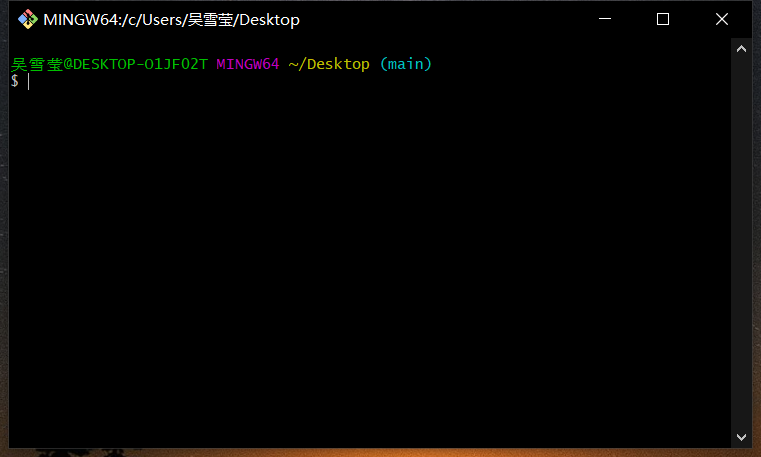 MINGW64:/c/Users/吴雪莹/Desktop
吴雪莹@DESKTOP-O1JF02T MINGW64 ~/Desktop (main)
$